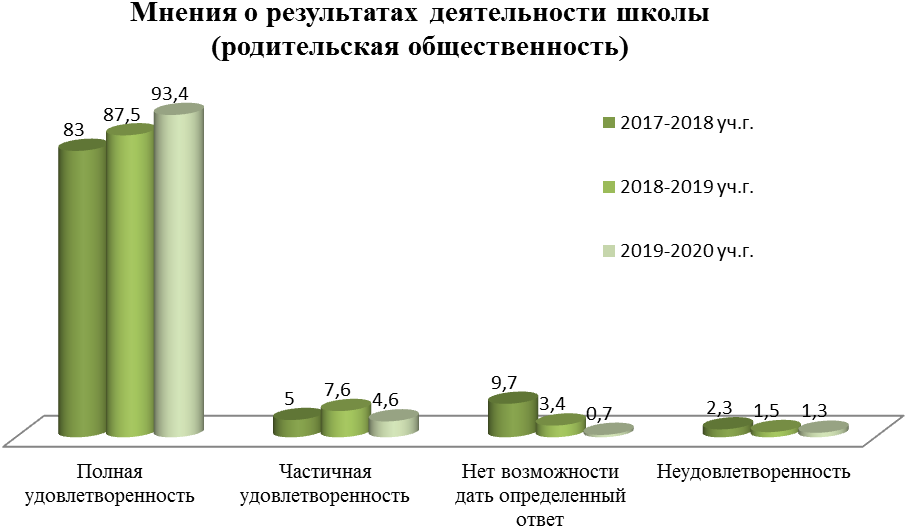 Мнения о результатах деятельности школы
(родительская общественность)
83
87,5
93,4
5
7,6
4,6
9,7
3,4
0,7
2,3
1,5
1,3
2017-2018 уч.г.
2018-2019 уч.г.
2019-2020 уч.г.
Полная
удовлетворенность
Частичная
удовлетворенность
Нет возможности
дать определенный
ответ
Неудовлетворенность